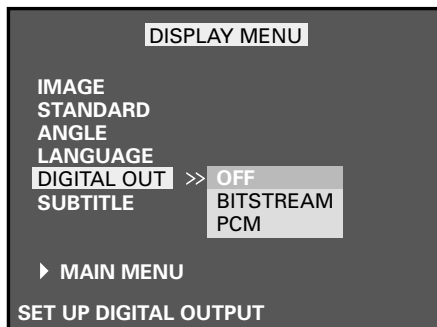 DISPLAY MENU
IMAGE
STANDARD
ANGLE
LANGUAGE
DIGITAL OUT >> OFF
SUBTITLE BITSTREAM
PCM
MAIN MENU
SET UP DIGITAL OUTPUT